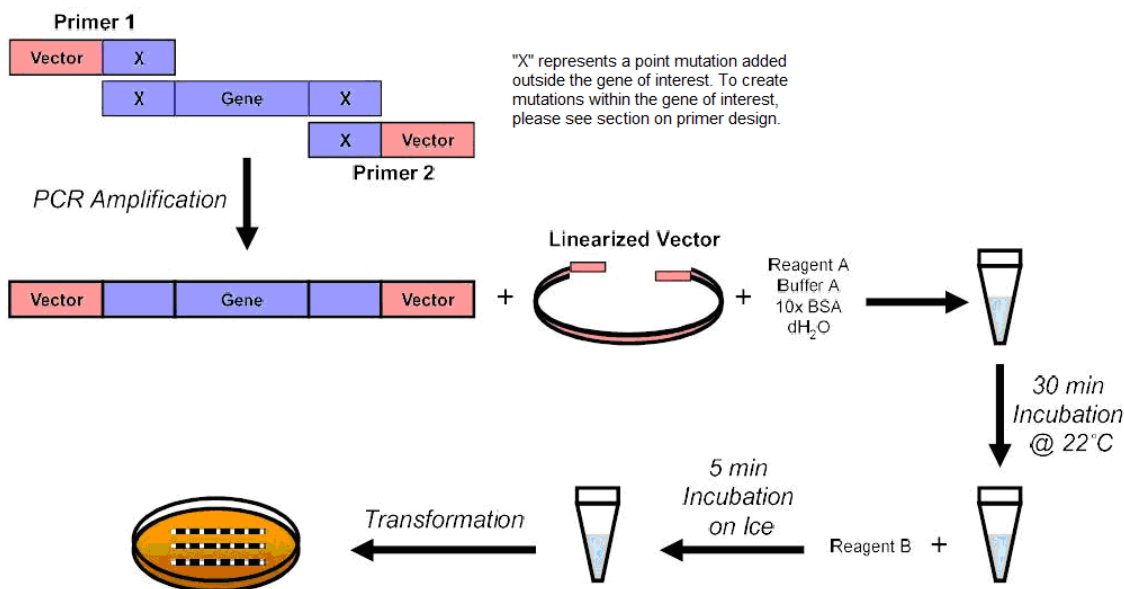 Primer 1
Vector X
X Gene X
X Vector
Primer 2
"X" represents a point mutation added
outside the gene of interest. To create
mutations within the gene of interest,
please see section on primer design.
PCR Amplification
Vector Gene Vector
+
Linearized Vector
+
Reagent A
Buffer A
10x BSA
dH₂O
30 min
Incubation
@ 22°C
Reagent B +
5 min
Incubation
on Ice
Transformation